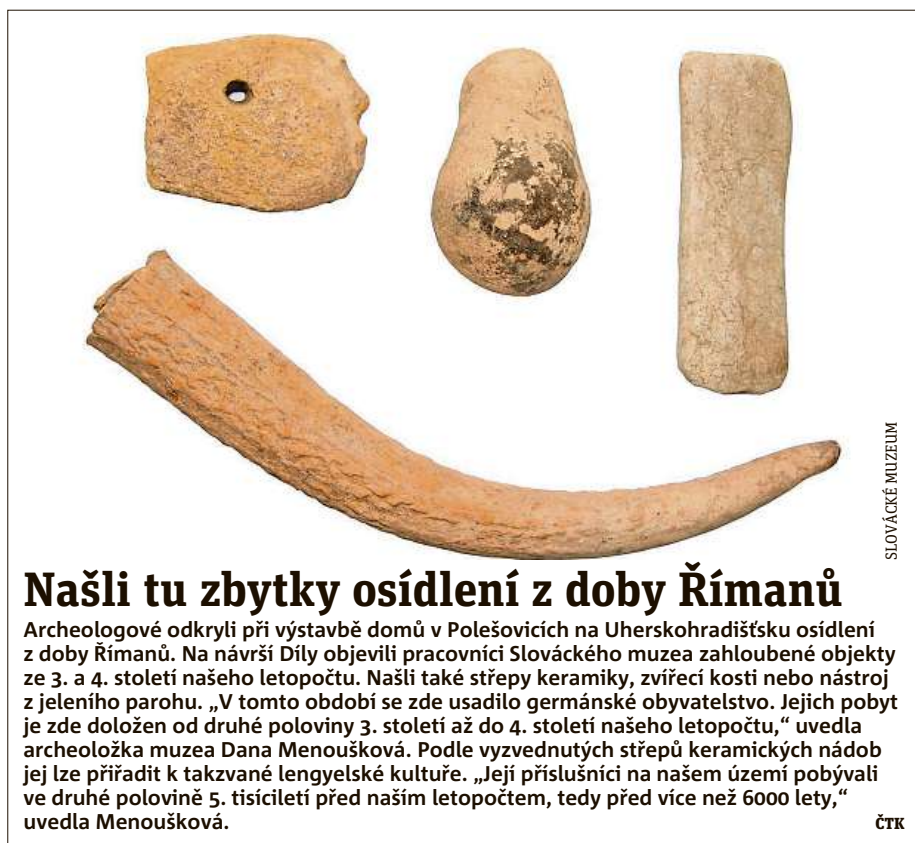 SLOVÁCKÉ MUZEUM
Našli tu zbytky osídlení z doby Římanů
Archeologové odkryli při výstavbě domů v Polešovicích na Uherskohradišťsku osídlení
z doby Římanů. Na návrší Díly objevili pracovníci Slováckého muzea zahloubené objekty
ze 3. a 4. století našeho letopočtu. Našli také střepy keramiky, zvířecí kosti nebo nástroj
z jeleního parohu. „V tomto období se zde usadilo germánské obyvatelstvo. Jejich pobyt
je zde doložen od druhé poloviny 3. století až do 4. století našeho letopočtu,“ uvedla
archeoložka muzea Dana Menoušková. Podle vyzvednutých střepů keramických nádob
jej lze přiřadit k takzvané lengyelské kultuře. „Její příslušníci na našem území pobývali
ve druhé polovině 5. tisíciletí před naším letopočtem, tedy před více než 6000 lety,“
uvedla Menoušková.
ČTK